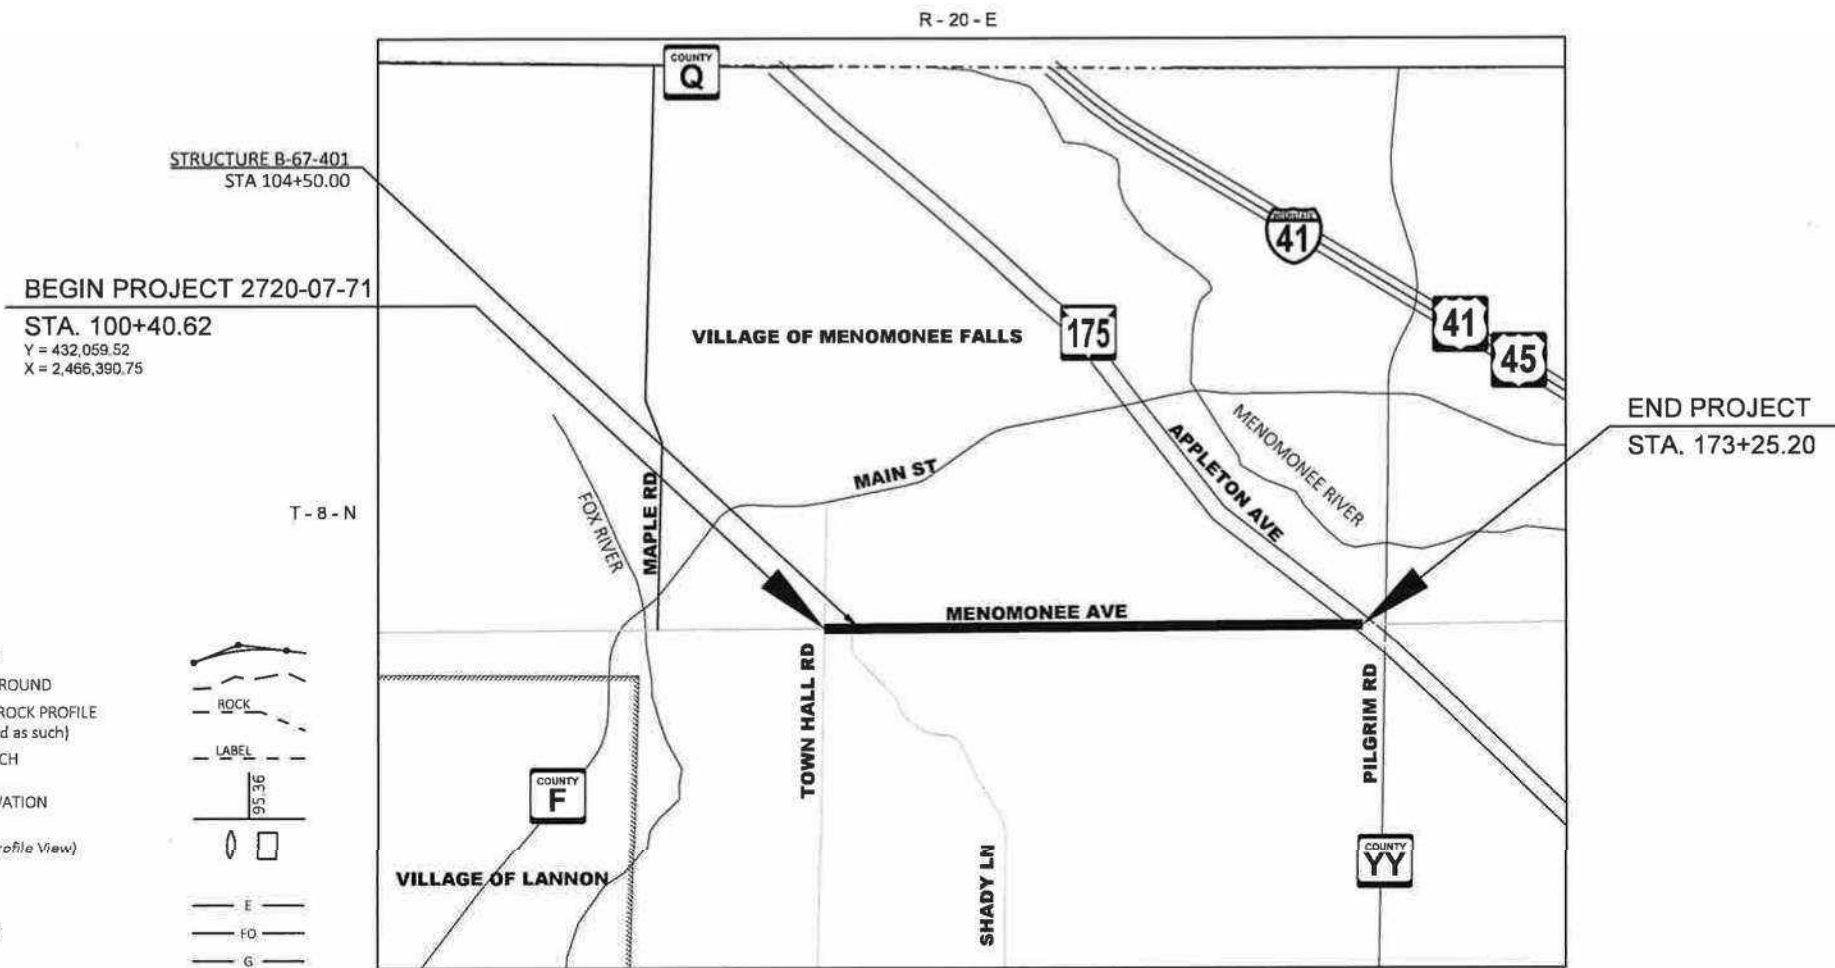 R - 20 - E
COUNTY
Q
STRUCTURE B-67-401
STA 104+50.00
INTERSTATE
41
BEGIN PROJECT 2720-07-71
STA. 100+40.62
Y = 432,059.52
X = 2,466,390.75
VILLAGE OF MENOMONEE FALLS
175
41
45
END PROJECT
STA. 173+25.20
MENOMONEE RIVER
APPLETON AVE
MAIN ST
MAPLE RD
FOX RIVER
T - 8 - N
MENOMONEE AVE
TOWN HALL RD
PILGRIM RD
SHADY LN
COUNTY
F
COUNTY
YY
VILLAGE OF LANNON
ROUND
ROCK PROFILE
d as such)
ROCK
CH
LABEL
VATION
95.36
ofile View)
E
FO
G